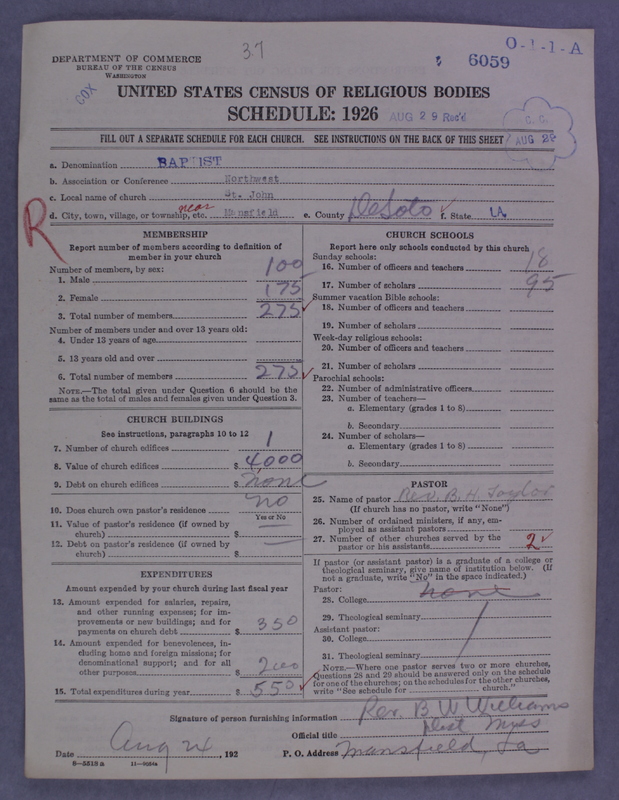 37
O-1-1-A
6059
DEPARTMENT OF COMMERCE
BUREAU OF THE CENSUS
WASHINGTON
COX
UNITED STATES CENSUS OF RELIGIOUS BODIES
SCHEDULE: 1926
AUG 29 Rec'd
C. C.
AUG 29
FILL OUT A SEPARATE SCHEDULE FOR EACH CHURCH. SEE INSTRUCTIONS ON THE BACK OF THIS SHEET
a. Denomination BAPTIST
b. Association or Conference Northwest
c. Local name of church St. John
d. City, town, village, or township, etc. near Mansfield e. County DeSoto f. State LA
R
MEMBERSHIP
Report number of members according to definition of
member in your church
Number of members, by sex:
1. Male 100
2. Female 175
3. Total number of members 275
Number of members under and over 13 years old:
4. Under 13 years of age
5. 13 years old and over
6. Total number of members 275
NOTE.—The total given under Question 6 should be the
same as the total of males and females given under Question 3.
CHURCH BUILDINGS
See instructions, paragraphs 10 to 12
7. Number of church edifices 1
8. Value of church edifices $ 4000
9. Debt on church edifices $ none
10. Does church own pastor's residence no
Yes or No
11. Value of pastor's residence (if owned by
church) $
12. Debt on pastor's residence (if owned by
church) $
EXPENDITURES
Amount expended by your church during last fiscal year
13. Amount expended for salaries, repairs,
and other running expenses; for im-
provements or new buildings; and for
payments on church debt $ 350
14. Amount expended for benevolences, in-
cluding home and foreign missions; for
denominational support; and for all
other purposes $ 200
15. Total expenditures during year $ 550
CHURCH SCHOOLS
Report here only schools conducted by this church
Sunday schools:
16. Number of officers and teachers 18
17. Number of scholars 95
Summer vacation Bible schools:
18. Number of officers and teachers
19. Number of scholars
Week-day religious schools:
20. Number of officers and teachers
21. Number of scholars
Parochial schools:
22. Number of administrative officers
23. Number of teachers—
a. Elementary (grades 1 to 8)
b. Secondary
24. Number of scholars—
a. Elementary (grades 1 to 8)
b. Secondary
PASTOR
25. Name of pastor Rev. B. H. Taylor
(If church has no pastor, write "None")
26. Number of ordained ministers, if any, em-
ployed as assistant pastors
27. Number of other churches served by the
pastor or his assistants 2
If pastor (or assistant pastor) is a graduate of a college or
theological seminary, give name of institution below. (If
not a graduate, write "No" in the space indicated.)
Pastor: none
28. College
29. Theological seminary
Assistant pastor:
30. College
31. Theological seminary
NOTE.—Where one pastor serves two or more churches,
Questions 28 and 29 should be answered only on the schedule
for one of the churches; on the schedules for the other churches,
write "See schedule for church."
Signature of person furnishing information Rev. B. W. Williams
Official title Dist Miss
Date Aug 24, 192 P. O. Address Mansfield, La
8—5518a 11—9654a